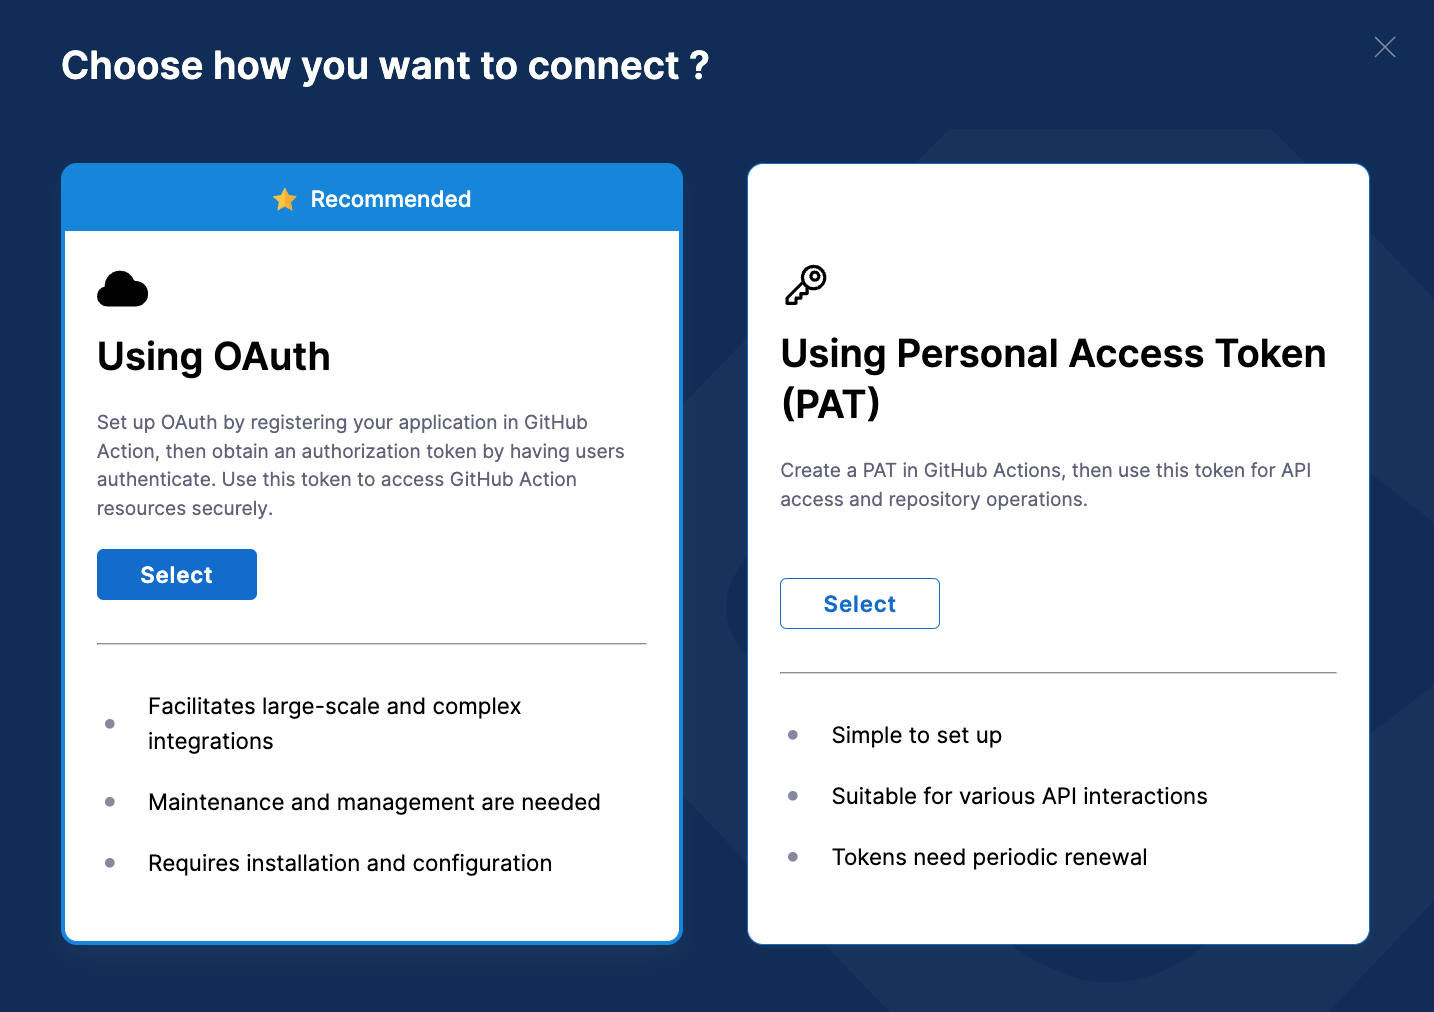 Choose how you want to connect ?
Recommended
Using OAuth
Set up OAuth by registering your application in GitHub
Action, then obtain an authorization token by having users
authenticate. Use this token to access GitHub Action
resources securely.
Select
Facilitates large-scale and complex
integrations
Maintenance and management are needed
Requires installation and configuration
Using Personal Access Token
(PAT)
Create a PAT in GitHub Actions, then use this token for API
access and repository operations.
Select
Simple to set up
Suitable for various API interactions
Tokens need periodic renewal